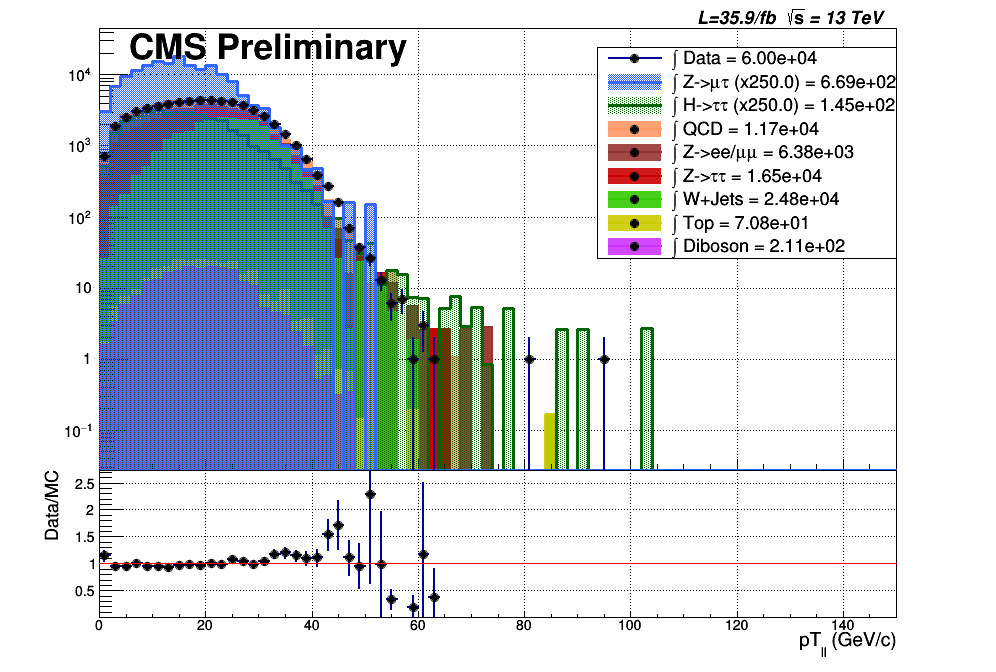 L=35.9/fb √s = 13 TeV
CMS Preliminary
∫ Data = 6.00e+04
∫ Z->μτ (x250.0) = 6.69e+02
∫ H->ττ (x250.0) = 1.45e+02
∫ QCD = 1.17e+04
∫ Z->ee/μμ = 6.38e+03
∫ Z->ττ = 1.65e+04
∫ W+Jets = 2.48e+04
∫ Top = 7.08e+01
∫ Diboson = 2.11e+02
10⁴
10³
10²
10
1
10⁻¹
Data/MC
2.5
2
1.5
1
0.5
0 20 40 60 80 100 120 140
pT|| (GeV/c)